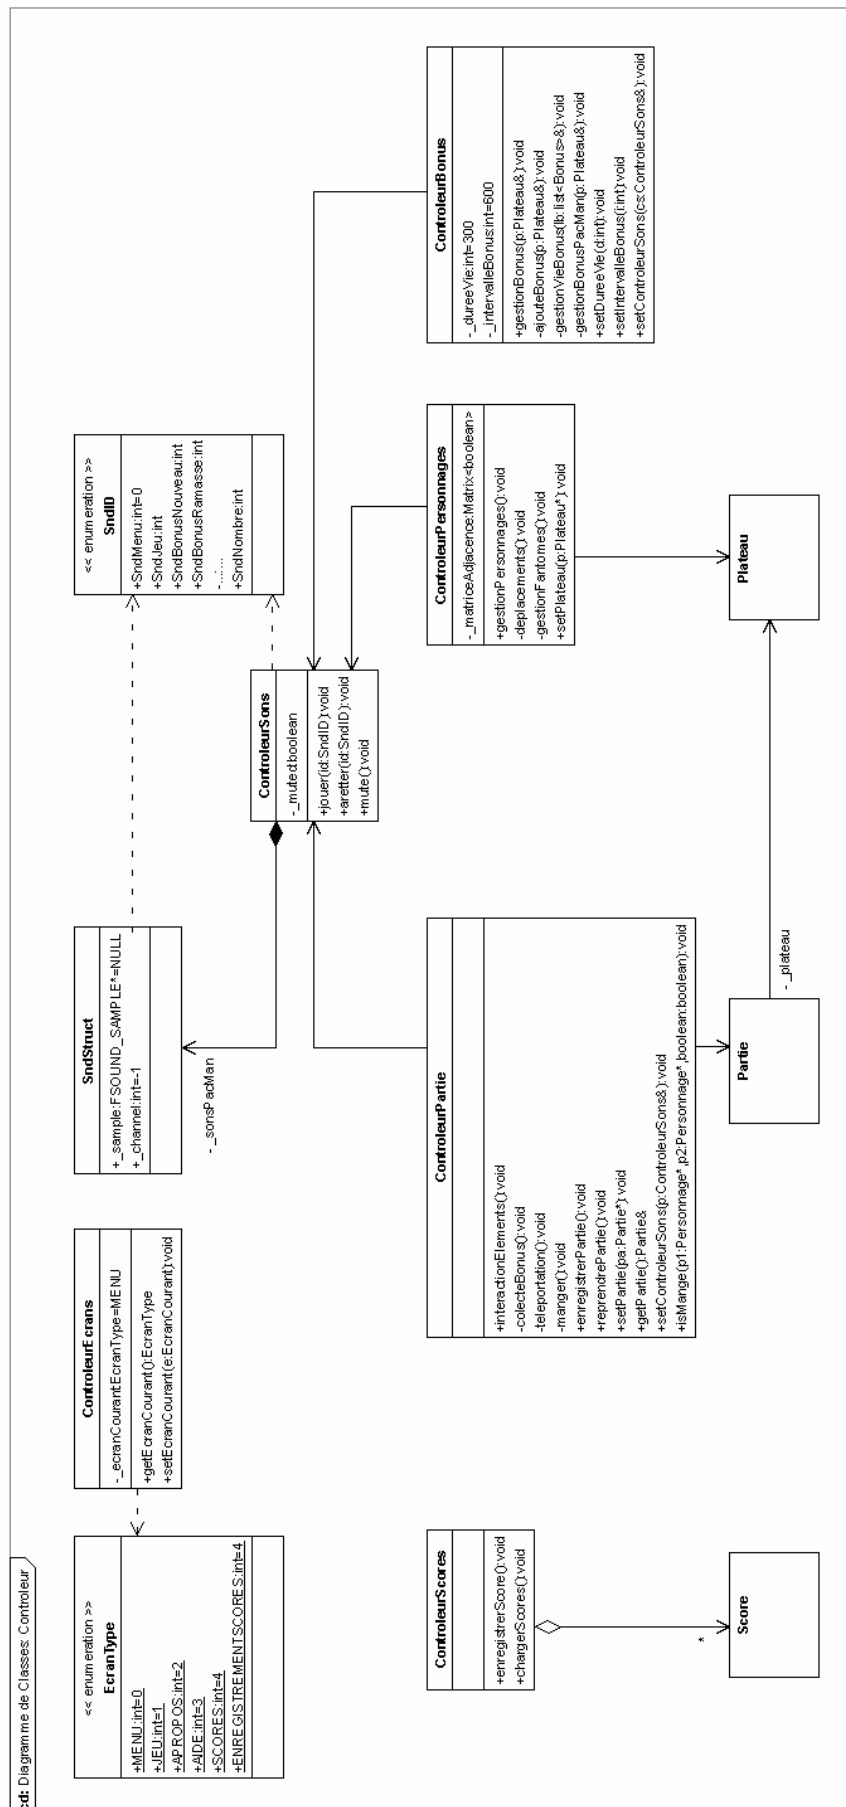 cd: Diagramme de Classes: Controleur
<< enumeration >>
EcranType
+MENU:int=0
+JEU:int=1
+APROPOS:int=2
+AIDE:int=3
+SCORES:int=4
+ENREGISTREMENTSCORES:int=4
ControleurEcrans
-_ecranCourantEcranType=MENU
+getEcranCourant():EcranType
+setEcranCourant(e:EcranCourant):void
SndStruct
+_sample:FSOUND_SAMPLE*=NULL
+_channel:int=-1
-_sonsPacMan
<< enumeration >>
SndID
+SndMenu:int=0
+SndJeu:int
+SndBonusNouveau:int
+SndBonusRamasse:int
-...:...
+SndNombre:int
ControleurSons
-_muted:boolean
+jouer(id:SndID):void
+aretter(id:SndID):void
+mute():void
ControleurScores
+enregistrerScore():void
+chargerScores():void
*
Score
ControleurPartie
+interactionElements():void
-colecteBonus():void
-teleportation():void
-manger():void
+enregistrerPartie():void
+reprendrePartie():void
+setPartie(pa:Partie*):void
+getPartie():Partie&
+setControleurSons(p:ControleurSons&):void
+isMange(p1:Personnage*,p2:Personnage*,boolean:boolean):void
Partie
-_plateau
ControleurPersonnages
-_matriceAdjacence:Matrix<boolean>
+gestionPersonnages():void
-deplacements():void
-gestionFantomes():void
+setPlateau(p:Plateau*):void
Plateau
ControleurBonus
-_dureeVie:int=300
-_intervalleBonus:int=600
+gestionBonus(p:Plateau&):void
-ajouteBonus(p:Plateau&):void
-gestionVieBonus(lb:list<Bonus>&):void
-gestionBonusPacMan(p:Plateau&):void
+setDureeVie(d:int):void
+setIntervalleBonus(i:int):void
+setControleurSons(cs:ControleurSons&):void